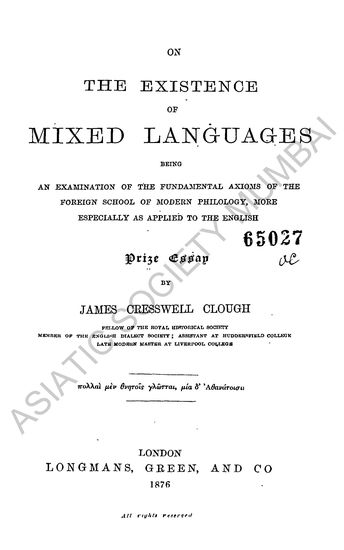 ON
THE EXISTENCE
OF
MIXED LANGUAGES
BEING
AN EXAMINATION OF THE FUNDAMENTAL AXIOMS OF THE
FOREIGN SCHOOL OF MODERN PHILOLOGY, MORE
ESPECIALLY AS APPLIED TO THE ENGLISH
65027
Prize Essay
BY
JAMES CRESSWELL CLOUGH
FELLOW OF THE ROYAL HISTORICAL SOCIETY
MEMBER OF THE ENGLISH DIALECT SOCIETY; ASSISTANT AT HUDDERSFIELD COLLEGE
LATE MODERN MASTER AT LIVERPOOL COLLEGE
πολλαὶ μὲν θνητοῖς γλῶτται, μία δ' Ἀθανάτοισι
LONDON
LONGMANS, GREEN, AND CO
1876
All rights reserved
ASIATIC SOCIETY MUMBAI